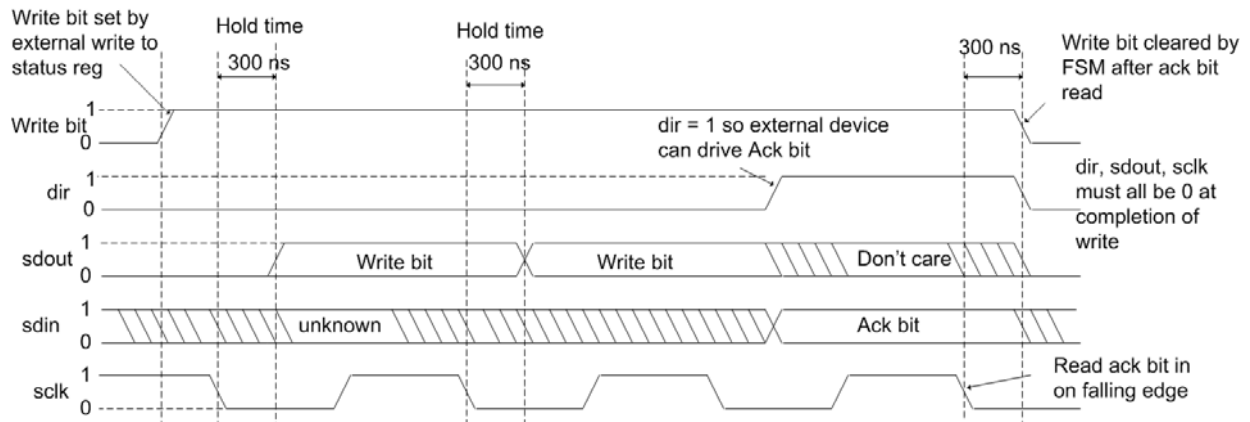 Write bit set by
external write to
status reg
Hold time
300 ns
Hold time
300 ns
300 ns
Write bit cleared by
FSM after ack bit
read
Write bit
1
0
dir = 1 so external device
can drive Ack bit
dir
1
0
dir, sdout, sclk
must all be 0 at
completion of
write
sdout
1
0
Write bit
Write bit
Don't care
sdin
1
0
unknown
Ack bit
sclk
1
0
Read ack bit in
on falling edge